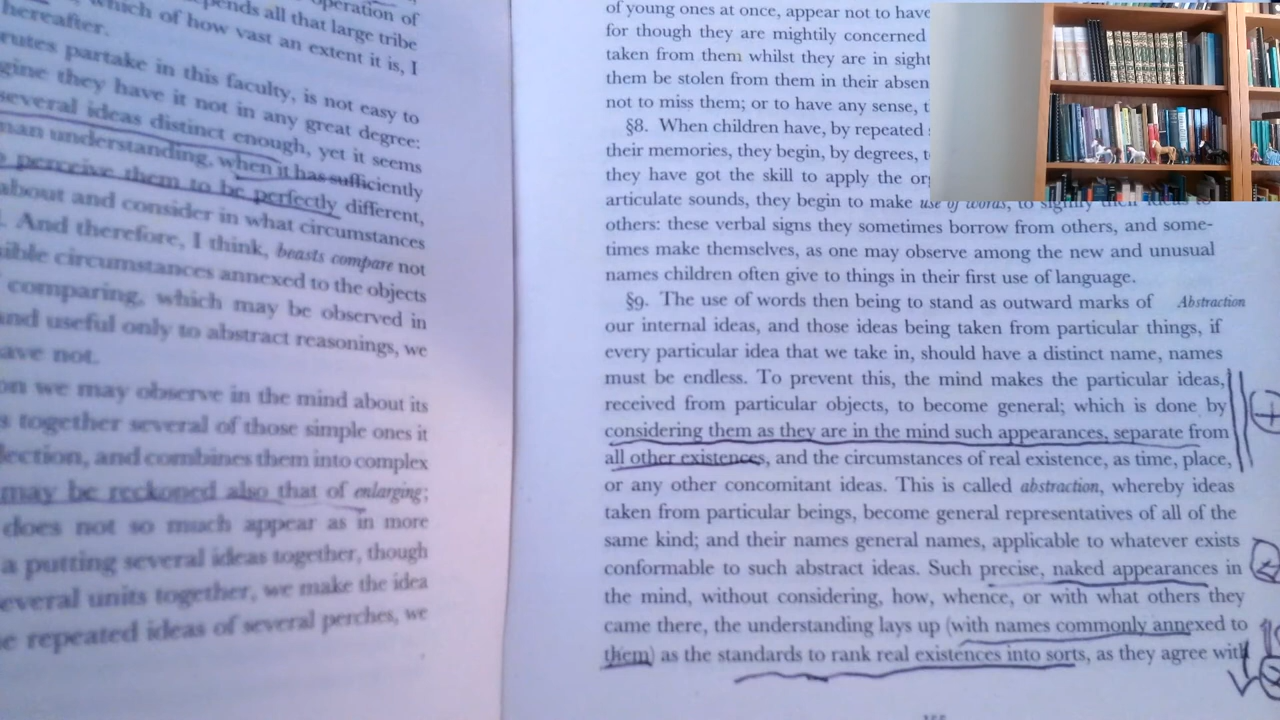 operation of
pends all that large tribe
which of how vast an extent it is, I
hereafter.
rutes partake in this faculty, is not easy to
gine they have it not in any great degree:
several ideas distinct enough, yet it seems
man understanding, when it has sufficiently
perceive them to be perfectly different,
about and consider in what circumstances
. And therefore, I think, beasts compare not
sible circumstances annexed to the objects
comparing, which may be observed in
and useful only to abstract reasonings, we
ave not.
on we may observe in the mind about its
s together several of those simple ones it
lection, and combines them into complex
may be reckoned also that of enlarging;
does not so much appear as in more
a putting several ideas together, though
everal units together, we make the idea
e repeated ideas of several perches, we
of young ones at once, appear not to have
for though they are mightily concerned
taken from them whilst they are in sight
them be stolen from them in their absen
not to miss them; or to have any sense, t
§8. When children have, by repeated
their memories, they begin, by degrees, t
they have got the skill to apply the or
articulate sounds, they begin to make use of words, to signify their ideas to
others: these verbal signs they sometimes borrow from others, and some-
times make themselves, as one may observe among the new and unusual
names children often give to things in their first use of language.
§9. The use of words then being to stand as outward marks of Abstraction
our internal ideas, and those ideas being taken from particular things, if
every particular idea that we take in, should have a distinct name, names
must be endless. To prevent this, the mind makes the particular ideas,
received from particular objects, to become general; which is done by
considering them as they are in the mind such appearances, separate from
all other existences, and the circumstances of real existence, as time, place,
or any other concomitant ideas. This is called abstraction, whereby ideas
taken from particular beings, become general representatives of all of the
same kind; and their names general names, applicable to whatever exists
conformable to such abstract ideas. Such precise, naked appearances in
the mind, without considering, how, whence, or with what others they
came there, the understanding lays up (with names commonly annexed to
them) as the standards to rank real existences into sorts, as they agree with